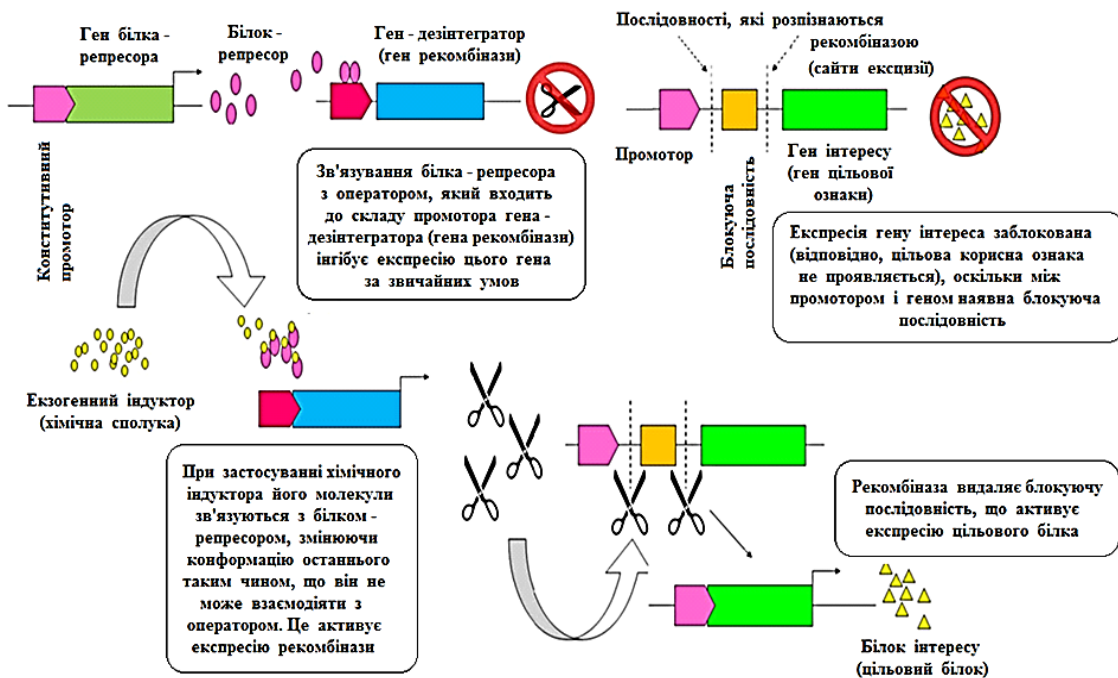 Ген білка -
репресора
Білок -
репресор
Ген - дезінтегратор
(ген рекомбінази)
Послідовності, які розпізнаються
рекомбіназою
(сайти ексцизії)
Конститутивний
промотор
Зв'язування білка - репресора
з оператором, який входить
до складу промотора гена -
дезінтегратора (гена рекомбінази)
інгібує експресію цього гена
за звичайних умов
Промотор
Блокуюча
послідовність
Ген інтересу
(ген цільової
ознаки)
Експресія гену інтереса заблокована
(відповідно, цільова корисна ознака
не проявляється), оскільки між
промотором і геном наявна блокуюча
послідовність
Екзогенний індуктор
(хімічна сполука)
При застосуванні хімічного
індуктора його молекули
зв'язуються з білком -
репресором, змінюючи
конформацію останнього
таким чином, що він не
може взаємодіяти з
оператором. Це активує
експресію рекомбінази
Рекомбіназа видаляє блокуючу
послідовність, що активує
експресію цільового білка
Білок інтересу
(цільовий білок)